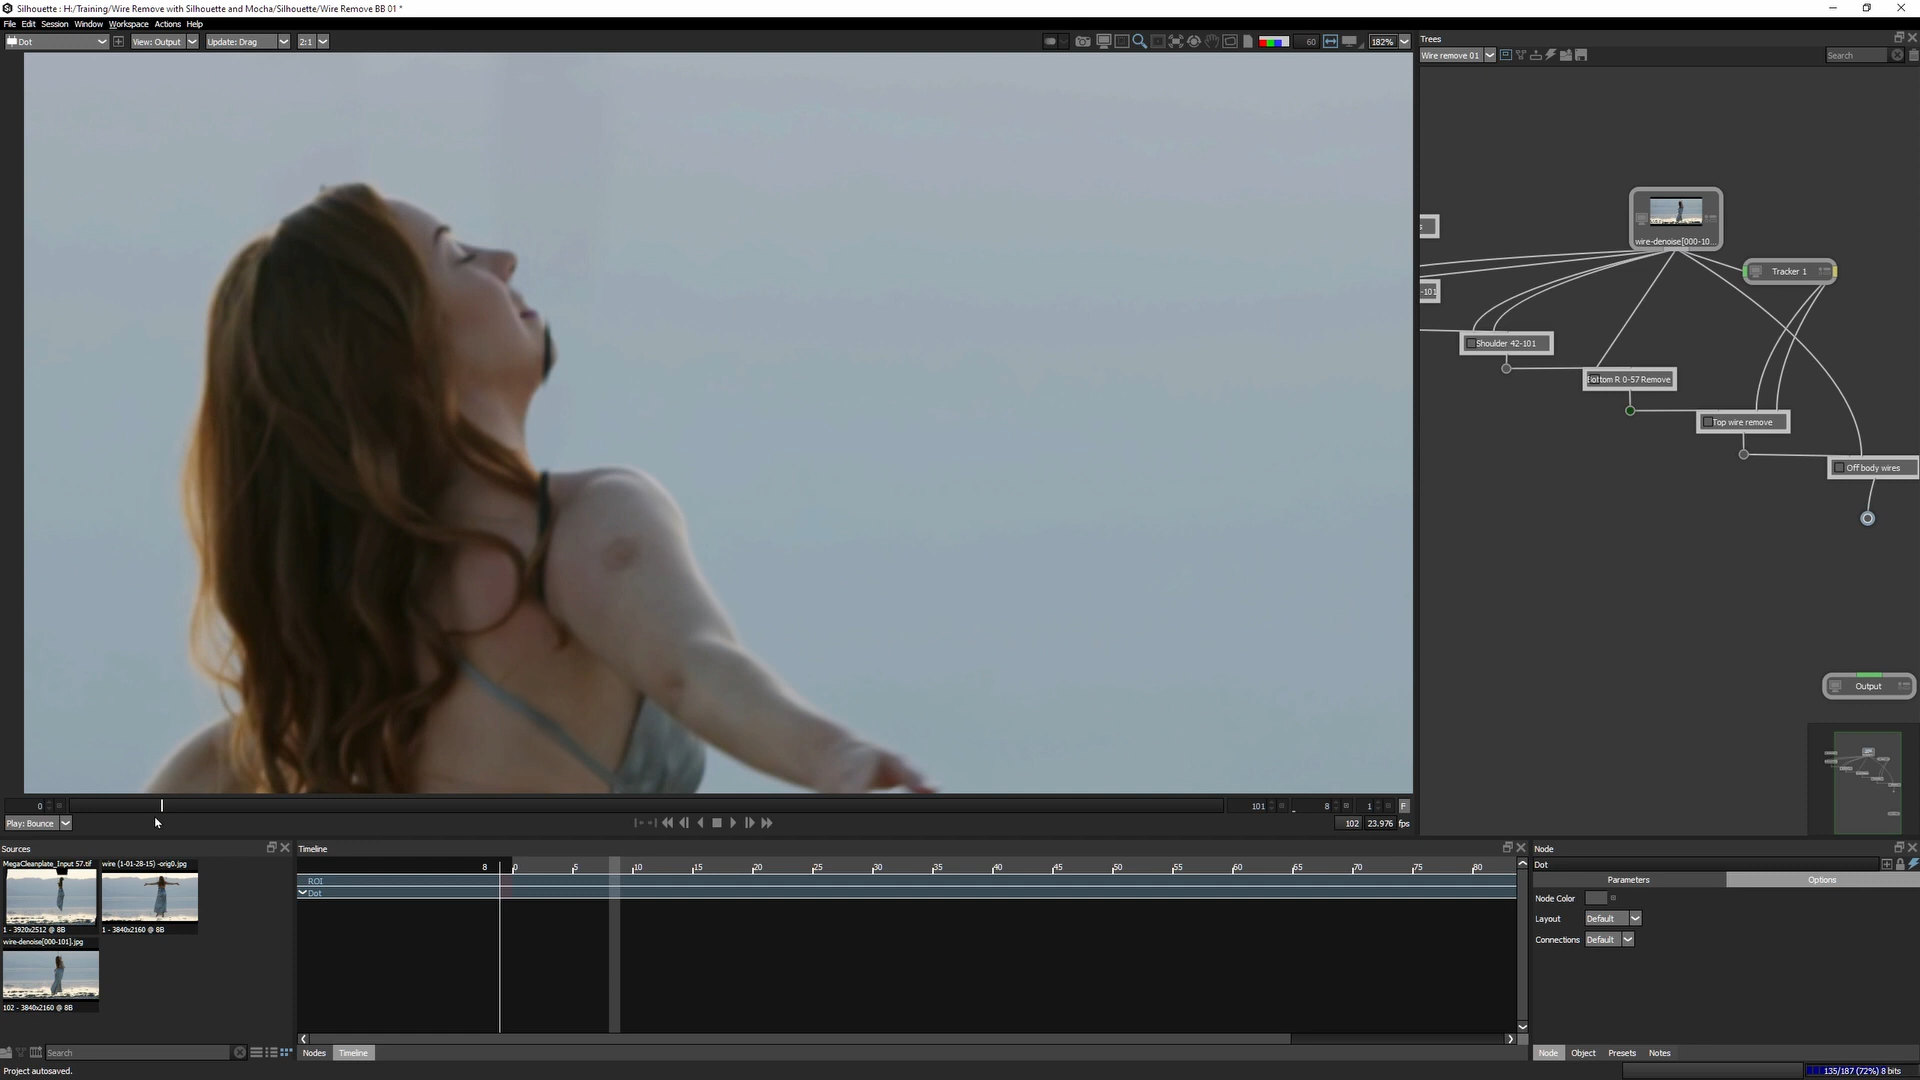 Silhouette : H:/Training/Wire Remove with Silhouette and Mocha/Silhouette/Wire Remove BB 01 *
File Edit Session Window Workspace Actions Help
Dot
View: Output
Update: Drag
2:1
60
182%
Trees
Wire remove 01
Search
wire-denoise[000-10...
Tracker 1
s
-101
Shoulder 42-101
Bottom R 0-57 Remove
Top wire remove
Off body wires
Output
0
101
8
1
F
Play: Bounce
102
23.976 fps
Sources
MegaCleanplate_Input 57.tif
wire (1-01-28-15) -orig0.jpg
1 - 3920x2512 @ 8B
1 - 3840x2160 @ 8B
wire-denoise[000-101].jpg
102 - 3840x2160 @ 8B
Search
Timeline
8
0 5 10 15 20 25 30 35 40 45 50 55 60 65 70 75 80
ROI
Dot
Nodes
Timeline
Node
Dot
Parameters
Options
Node Color
Layout
Default
Connections
Default
Node
Object
Presets
Notes
Project autosaved.
135/187 (72%) 8 bits